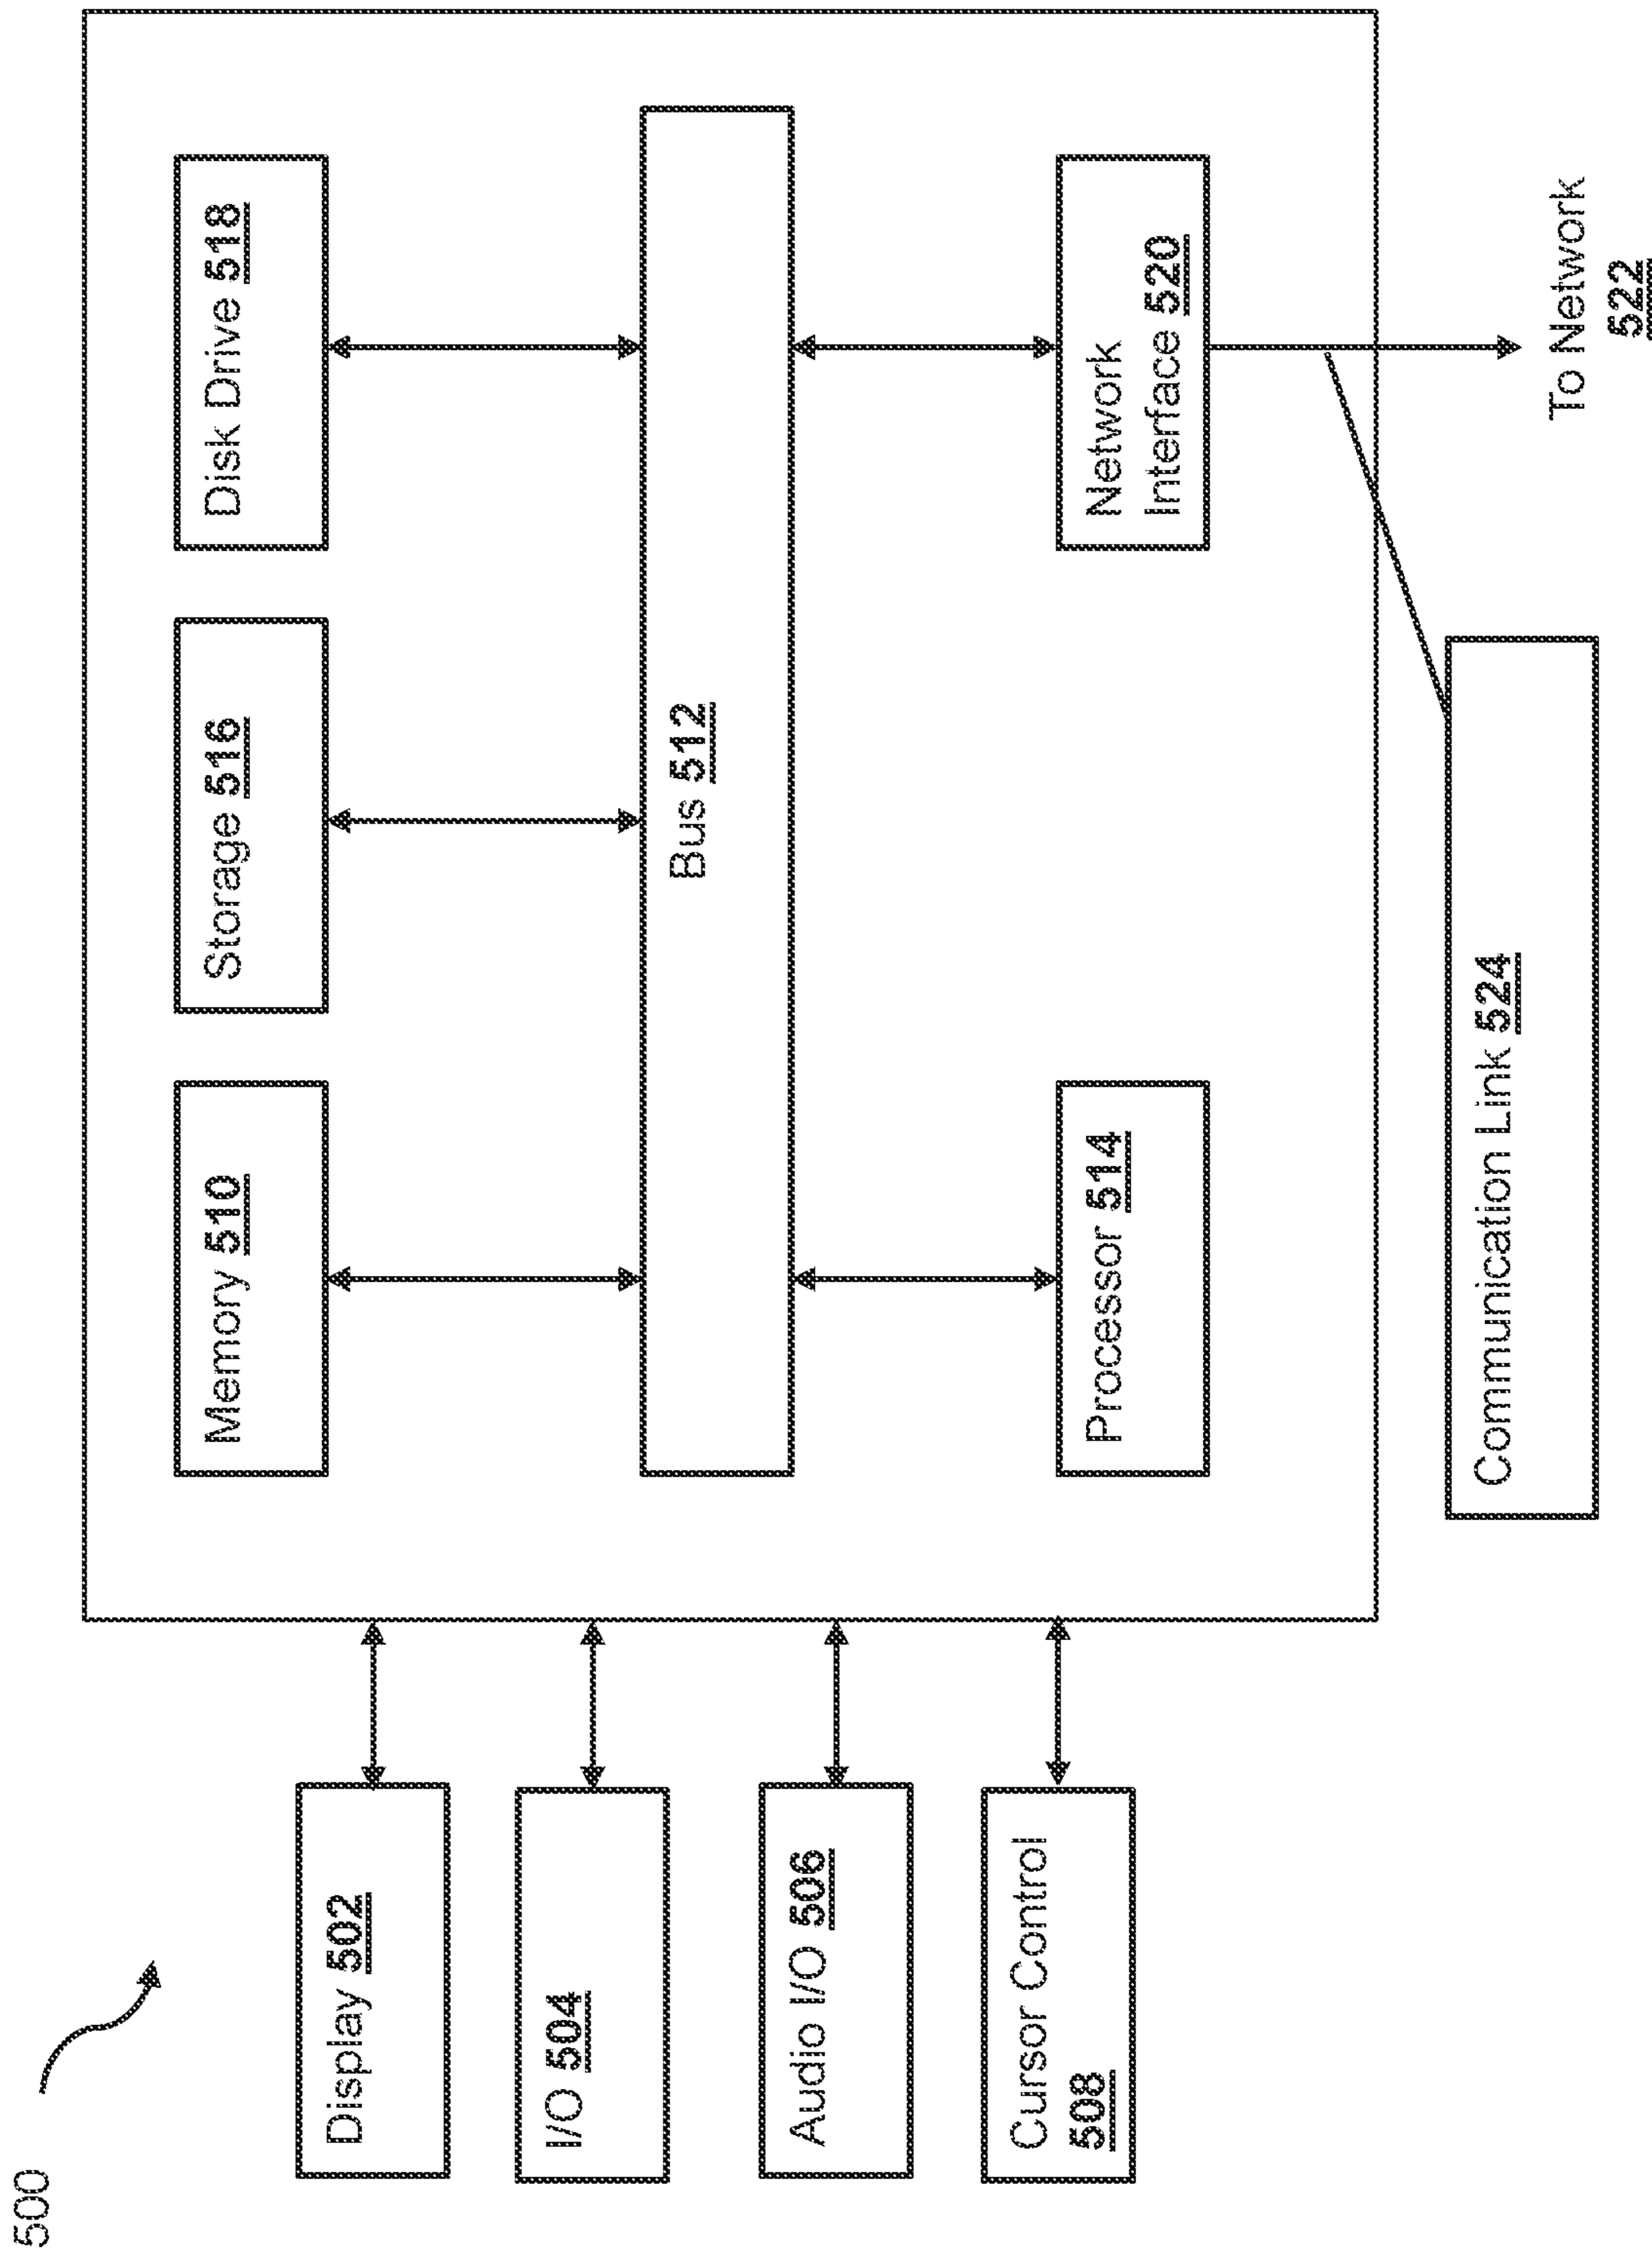 500
Display 502
I/O 504
Audio I/O 506
Cursor Control
508
Memory 510
Storage 516
Disk Drive 518
Bus 512
Processor 514
Network
Interface 520
Communication Link 524
To Network
522